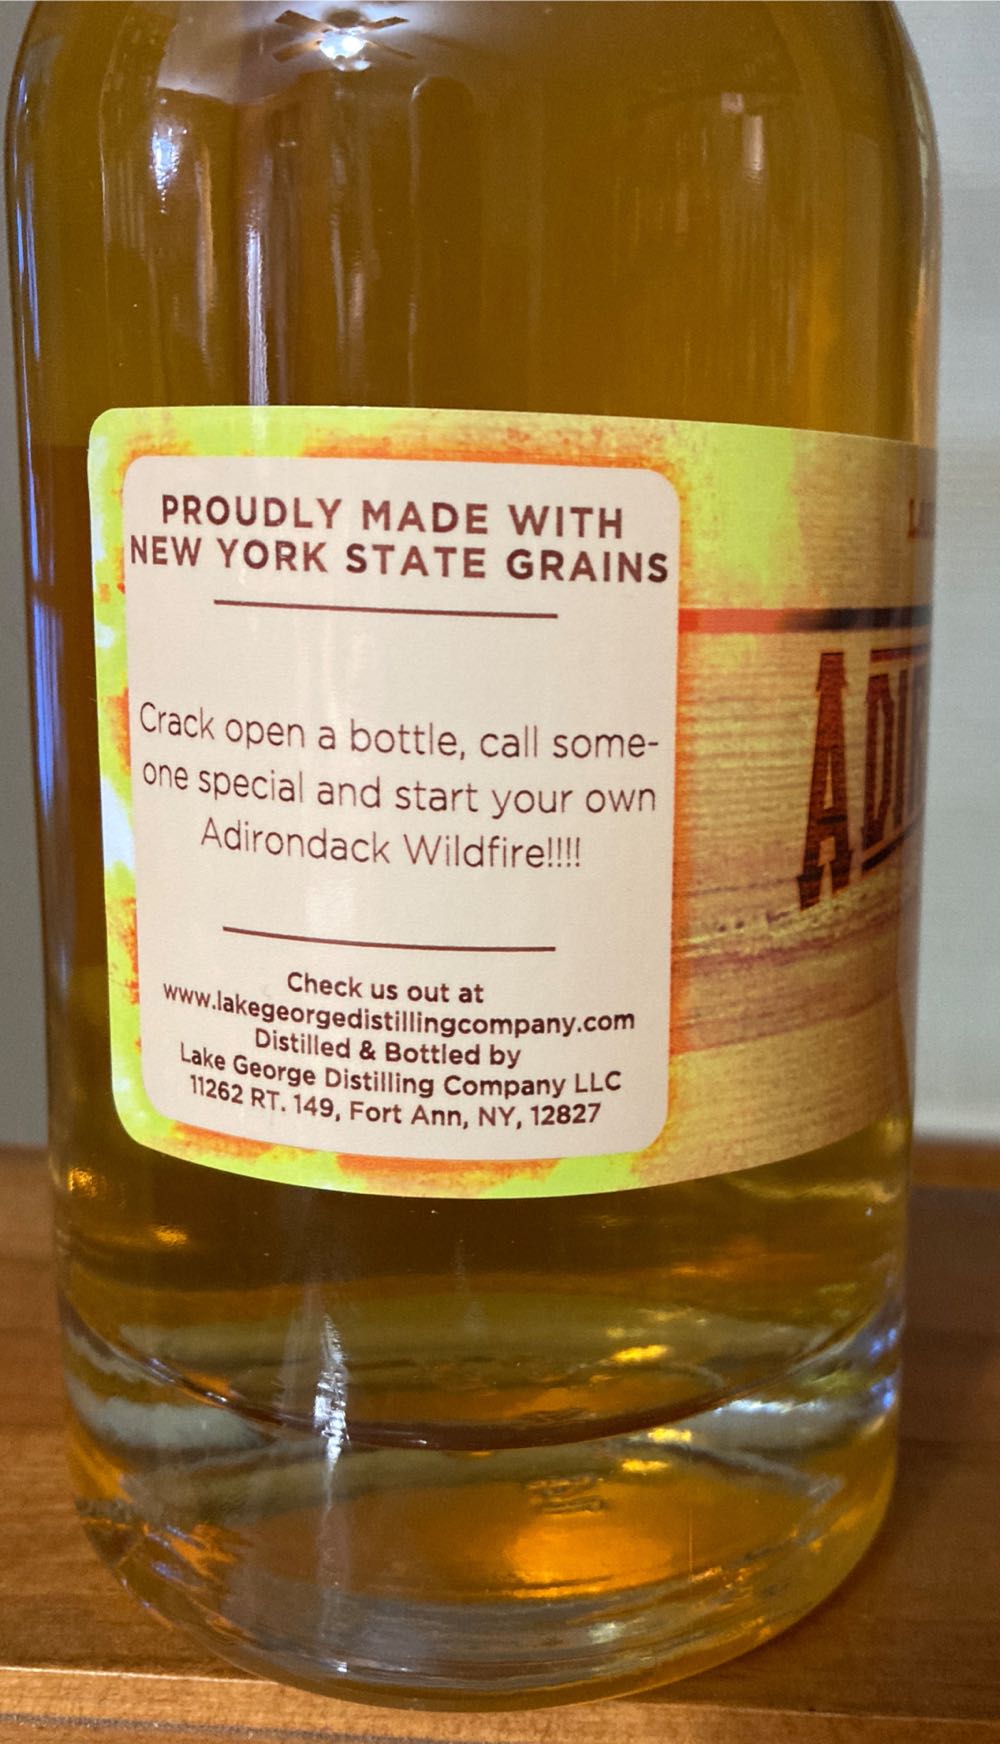 PROUDLY MADE WITH
NEW YORK STATE GRAINS
Crack open a bottle, call some-
one special and start your own
Adirondack Wildfire!!!!
Check us out at
www.lakegeorgedistillingcompany.com
Distilled & Bottled by
Lake George Distilling Company LLC
11262 RT. 149, Fort Ann, NY, 12827